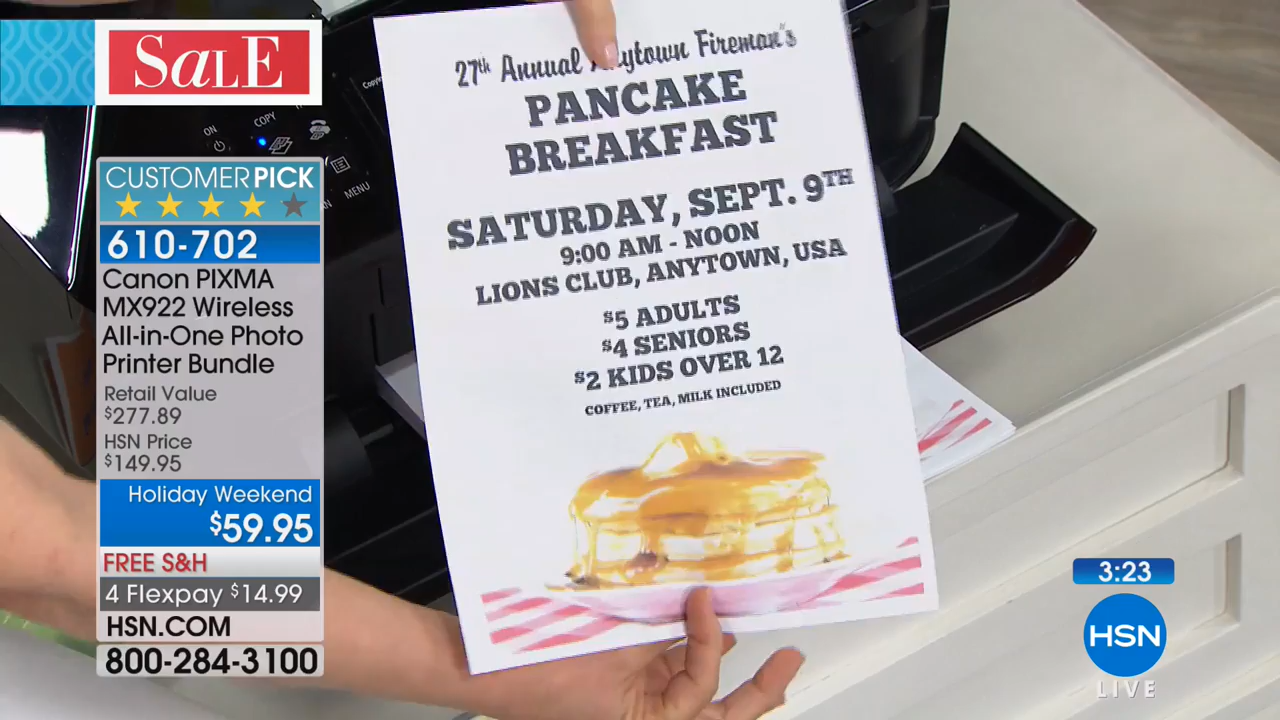 SALE
CUSTOMER PICK
610-702
Canon PIXMA
MX922 Wireless
All-in-One Photo
Printer Bundle
Retail Value
$277.89
HSN Price
$149.95
Holiday Weekend
$59.95
FREE S&H
4 Flexpay $14.99
HSN.COM
800-284-3100
ON
COPY
MENU
27th Annual Anytown Fireman's
PANCAKE
BREAKFAST
SATURDAY, SEPT. 9TH
9:00 AM - NOON
LIONS CLUB, ANYTOWN, USA
$5 ADULTS
$4 SENIORS
$2 KIDS OVER 12
COFFEE, TEA, MILK INCLUDED
3:23
HSN
LIVE